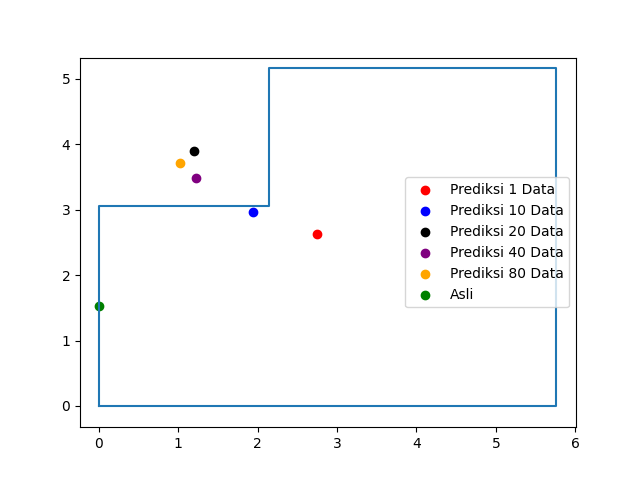 5
4
3
2
1
0
0 1 2 3 4 5 6
Prediksi 1 Data
Prediksi 10 Data
Prediksi 20 Data
Prediksi 40 Data
Prediksi 80 Data
Asli